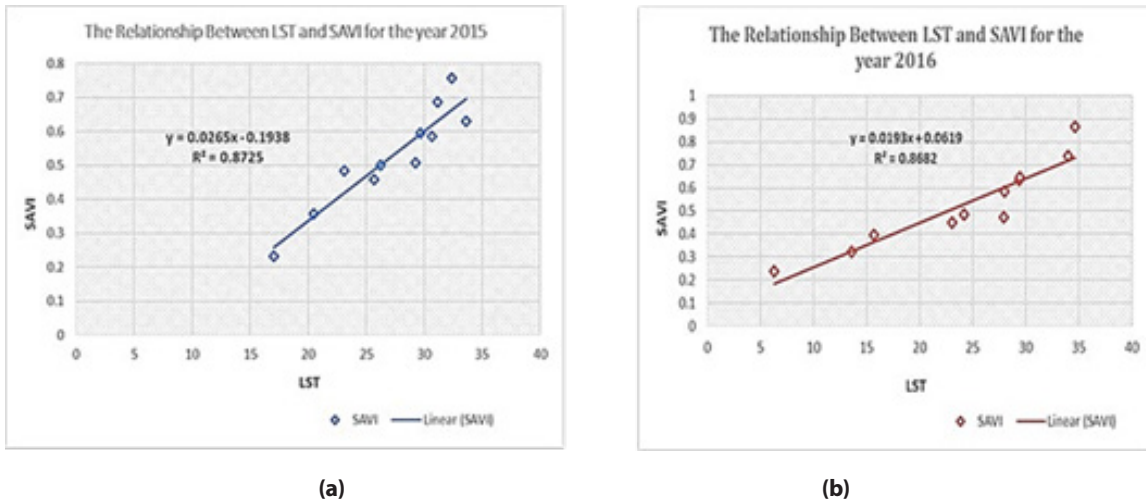 The Relationship Between LST and SAVI for the year 2015
0.8
0.7
0.6
0.5
0.4
0.3
0.2
0.1
0
SAVI
y = 0.0265x - 0.1938
R² = 0.8725
0 5 10 15 20 25 30 35 40
LST
SAVI Linear (SAVI)
(a)
The Relationship Between LST and SAVI for the
year 2016
1
0.9
0.8
0.7
0.6
0.5
0.4
0.3
0.2
0.1
0
SAVI
y = 0.0193x + 0.0619
R² = 0.8682
0 5 10 15 20 25 30 35 40
LST
SAVI Linear (SAVI)
(b)